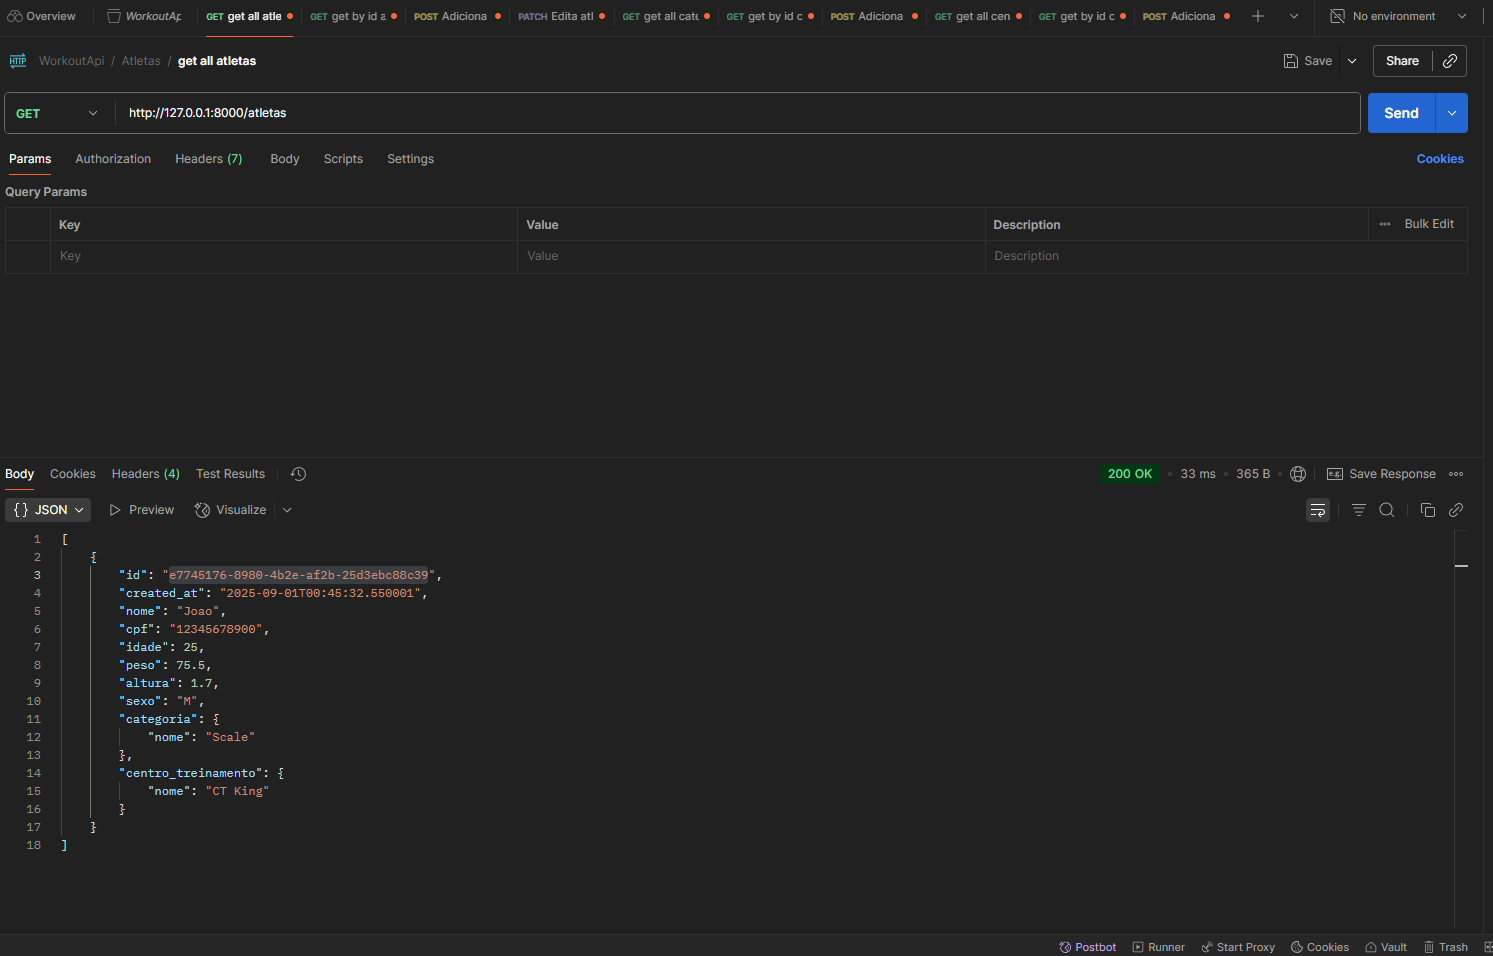 Overview WorkoutAp GET get all atle GET get by id a POST Adiciona POST Adiciona PATCH Edita atl GET get all cate GET get by id c POST Adiciona GET get all cen GET get by id c POST Adiciona No environment
HTTP WorkoutApi / Atletas / get all atletas Save Share
GET http://127.0.0.1:8000/atletas Send
Params Authorization Headers (7) Body Scripts Settings Cookies
Query Params
Key Value Description ••• Bulk Edit
Key Value Description
Body Cookies Headers (4) Test Results 200 OK • 33 ms • 365 B • e.g. Save Response •••
{} JSON Preview Visualize
1 [
2 {
3 "id": "e7745176-8980-4b2e-af2b-25d3ebc88c39",
4 "created_at": "2025-09-01T00:45:32.550001",
5 "nome": "Joao",
6 "cpf": "12345678900",
7 "idade": 25,
8 "peso": 75.5,
9 "altura": 1.7,
10 "sexo": "M",
11 "categoria": {
12 "nome": "Scale"
13 },
14 "centro_treinamento": {
15 "nome": "CT King"
16 }
17 }
18 ]
Postbot Runner Start Proxy Cookies Vault Trash